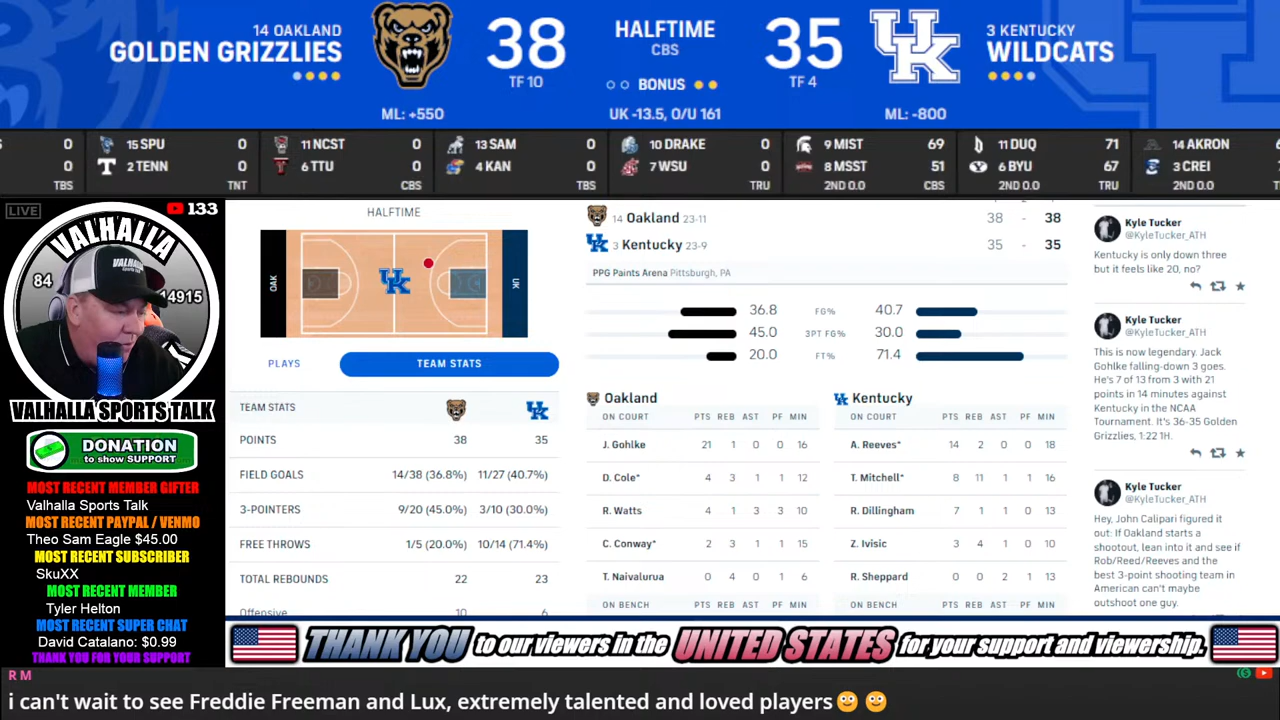 14 OAKLAND
GOLDEN GRIZZLIES
38
TF 10
HALFTIME
CBS
BONUS
35
TF 4
3 KENTUCKY
WILDCATS
ML: +550
UK -13.5, O/U 161
ML: -800
0
0
TBS
15 SPU 0
2 TENN 0
TNT
11 NCST 0
6 TTU 0
CBS
13 SAM 0
4 KAN 0
TBS
10 DRAKE 0
7 WSU 0
TRU
9 MIST 69
8 MSST 51
2ND 0.0 CBS
11 DUQ 71
6 BYU 67
2ND 0.0 TRU
14 AKRON
3 CREI
2ND 0.0
LIVE
133
VALHALLA
84
14915
VALHALLA SPORTS TALK
DONATION
to show SUPPORT
MOST RECENT MEMBER GIFTER
Valhalla Sports Talk
MOST RECENT PAYPAL / VENMO
Theo Sam Eagle $45.00
MOST RECENT SUBSCRIBER
SkuXX
MOST RECENT MEMBER
Tyler Helton
MOST RECENT SUPER CHAT
David Catalano: $0.99
THANK YOU FOR YOUR SUPPORT
HALFTIME
OAK
UK
UK
PLAYS
TEAM STATS
TEAM STATS
POINTS 38 35
FIELD GOALS 14/38 (36.8%) 11/27 (40.7%)
3-POINTERS 9/20 (45.0%) 3/10 (30.0%)
FREE THROWS 1/5 (20.0%) 10/14 (71.4%)
TOTAL REBOUNDS 22 23
Offensive 10 6
14 Oakland 23-11 38 - 38
3 Kentucky 23-9 35 - 35
PPG Paints Arena Pittsburgh, PA
36.8 FG% 40.7
45.0 3PT FG% 30.0
20.0 FT% 71.4
Oakland
ON COURT PTS REB AST PF MIN
J. Gohlke 21 1 0 0 16
D. Cole* 4 3 1 1 12
R. Watts 4 1 3 3 10
C. Conway* 2 3 1 1 15
T. Naivalurua 0 4 0 1 6
ON BENCH PTS REB AST PF MIN
Kentucky
ON COURT PTS REB AST PF MIN
A. Reeves* 14 2 0 0 18
T. Mitchell* 8 11 1 1 16
R. Dillingham 7 1 1 0 13
Z. Ivisic 3 4 1 0 10
R. Sheppard 0 0 2 1 13
ON BENCH PTS REB AST PF MIN
Kyle Tucker
@KyleTucker_ATH
Kentucky is only down three
but it feels like 20, no?
Kyle Tucker
@KyleTucker_ATH
This is now legendary. Jack
Gohlke falling-down 3 goes.
He's 7 of 13 from 3 with 21
points in 14 minutes against
Kentucky in the NCAA
Tournament. It's 36-35 Golden
Grizzlies, 1:22 1H.
Kyle Tucker
@KyleTucker_ATH
Hey, John Calipari figured it
out: If Oakland starts a
shootout, lean into it and see if
Rob/Reed/Reeves and the
best 3-point shooting team in
American can't maybe
outshoot one guy.
THANK YOU to our viewers in the UNITED STATES for your support and viewership.
R M
i can't wait to see Freddie Freeman and Lux, extremely talented and loved players